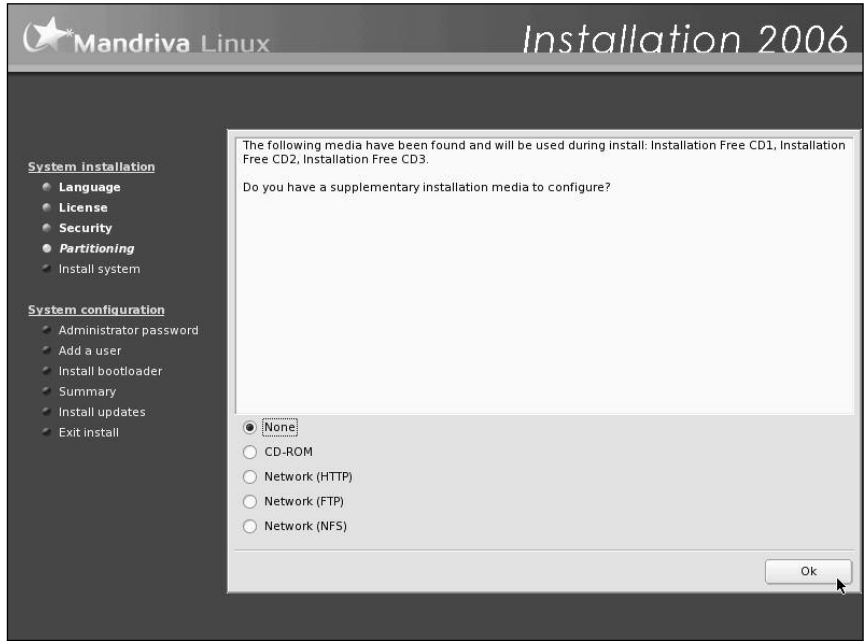 Mandriva Linux
Installation 2006
System installation
Language
License
Security
Partitioning
Install system
System configuration
Administrator password
Add a user
Install bootloader
Summary
Install updates
Exit install
The following media have been found and will be used during install: Installation Free CD1, Installation
Free CD2, Installation Free CD3.
Do you have a supplementary installation media to configure?
None
CD-ROM
Network (HTTP)
Network (FTP)
Network (NFS)
Ok